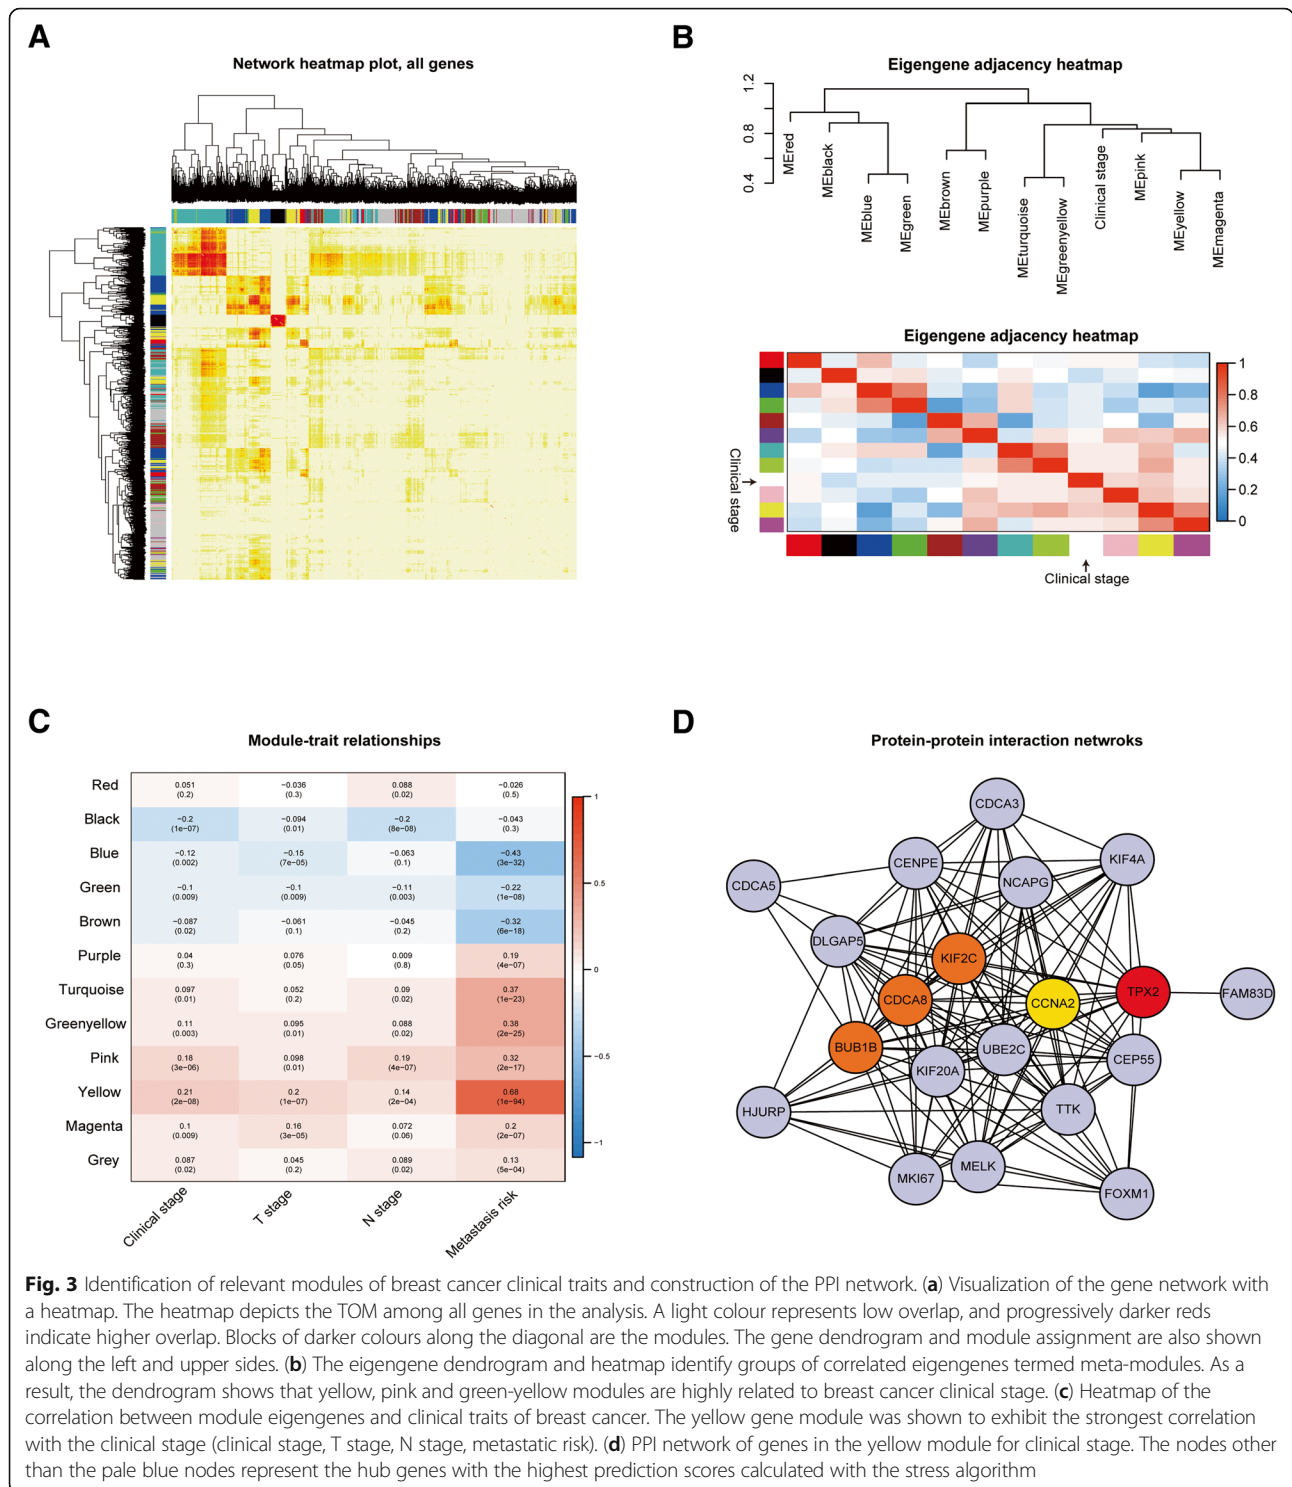 A
Network heatmap plot, all genes
B
Eigengene adjacency heatmap
1.2
0.8
0.4
MEred
MEblack
MEblue
MEgreen
MEbrown
MEpurple
MEturquoise
MEgreenyellow
Clinical stage
MEpink
MEyellow
MEmagenta
Eigengene adjacency heatmap
Clinical stage
1
0.8
0.6
0.4
0.2
0
Clinical stage
C
Module-trait relationships
Red 0.051 −0.036 0.088 −0.026
(0.2) (0.3) (0.02) (0.5)
Black −0.2 −0.094 −0.2 −0.043
(1e−07) (0.01) (8e−08) (0.3)
Blue −0.12 −0.15 −0.063 −0.43
(0.002) (7e−05) (0.1) (3e−32)
Green −0.1 −0.1 −0.11 −0.22
(0.009) (0.009) (0.003) (1e−08)
Brown −0.087 −0.061 −0.045 −0.32
(0.02) (0.1) (0.2) (6e−18)
Purple 0.04 0.076 0.009 0.19
(0.3) (0.05) (0.8) (4e−07)
Turquoise 0.097 0.052 0.09 0.37
(0.01) (0.2) (0.02) (1e−23)
Greenyellow 0.11 0.095 0.088 0.38
(0.003) (0.01) (0.02) (2e−25)
Pink 0.18 0.098 0.19 0.32
(3e−06) (0.01) (4e−07) (2e−17)
Yellow 0.21 0.2 0.14 0.68
(2e−08) (1e−07) (2e−04) (1e−94)
Magenta 0.1 0.16 0.072 0.2
(0.009) (3e−05) (0.06) (2e−07)
Grey 0.087 0.045 0.089 0.13
(0.02) (0.2) (0.02) (5e−04)
Clinical stage
T stage
N stage
Metastasis risk
1
0.5
0
−0.5
−1
D
Protein-protein interaction netwroks
CDCA3
CENPE
KIF4A
CDCA5
NCAPG
DLGAP5
KIF2C
TPX2
FAM83D
CDCA8
CCNA2
BUB1B
UBE2C
CEP55
KIF20A
HJURP
TTK
MKI67
MELK
FOXM1
Fig. 3 Identification of relevant modules of breast cancer clinical traits and construction of the PPI network. (a) Visualization of the gene network with
a heatmap. The heatmap depicts the TOM among all genes in the analysis. A light colour represents low overlap, and progressively darker reds
indicate higher overlap. Blocks of darker colours along the diagonal are the modules. The gene dendrogram and module assignment are also shown
along the left and upper sides. (b) The eigengene dendrogram and heatmap identify groups of correlated eigengenes termed meta-modules. As a
result, the dendrogram shows that yellow, pink and green-yellow modules are highly related to breast cancer clinical stage. (c) Heatmap of the
correlation between module eigengenes and clinical traits of breast cancer. The yellow gene module was shown to exhibit the strongest correlation
with the clinical stage (clinical stage, T stage, N stage, metastatic risk). (d) PPI network of genes in the yellow module for clinical stage. The nodes other
than the pale blue nodes represent the hub genes with the highest prediction scores calculated with the stress algorithm